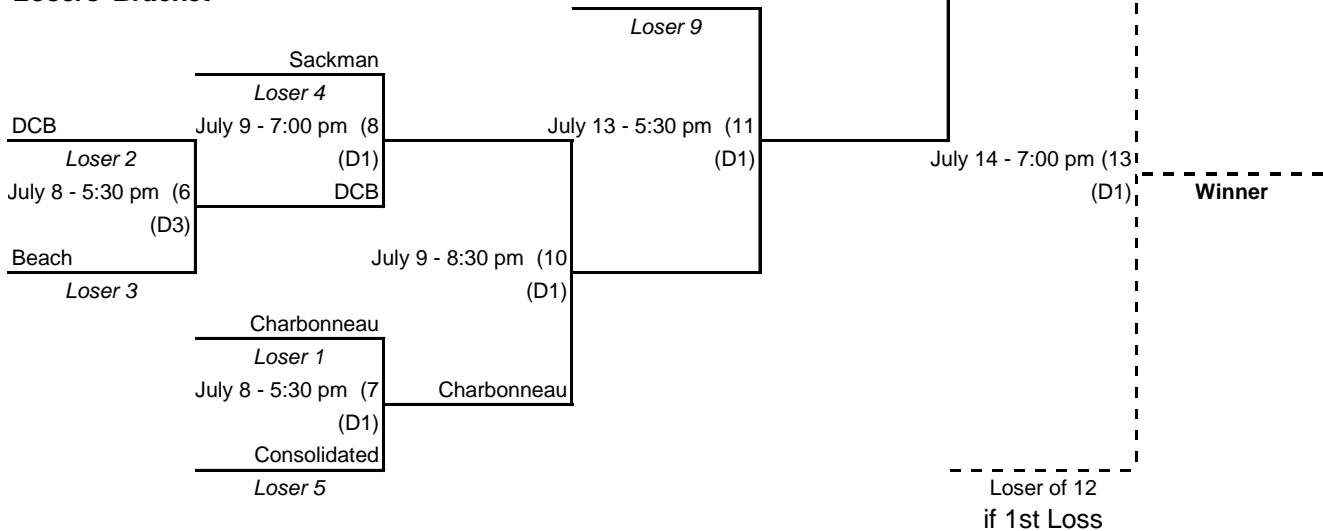 Losers' Bracket
Loser 9
Sackman
Loser 4
DCB
July 9 - 7:00 pm (8
July 13 - 5:30 pm (11
Loser 2
(D1)
(D1)
July 14 - 7:00 pm (13
July 8 - 5:30 pm (6
DCB
(D1)
Winner
(D3)
Beach
July 9 - 8:30 pm (10
Loser 3
(D1)
Charbonneau
Loser 1
July 8 - 5:30 pm (7
Charbonneau
(D1)
Consolidated
Loser 5
Loser of 12
if 1st Loss